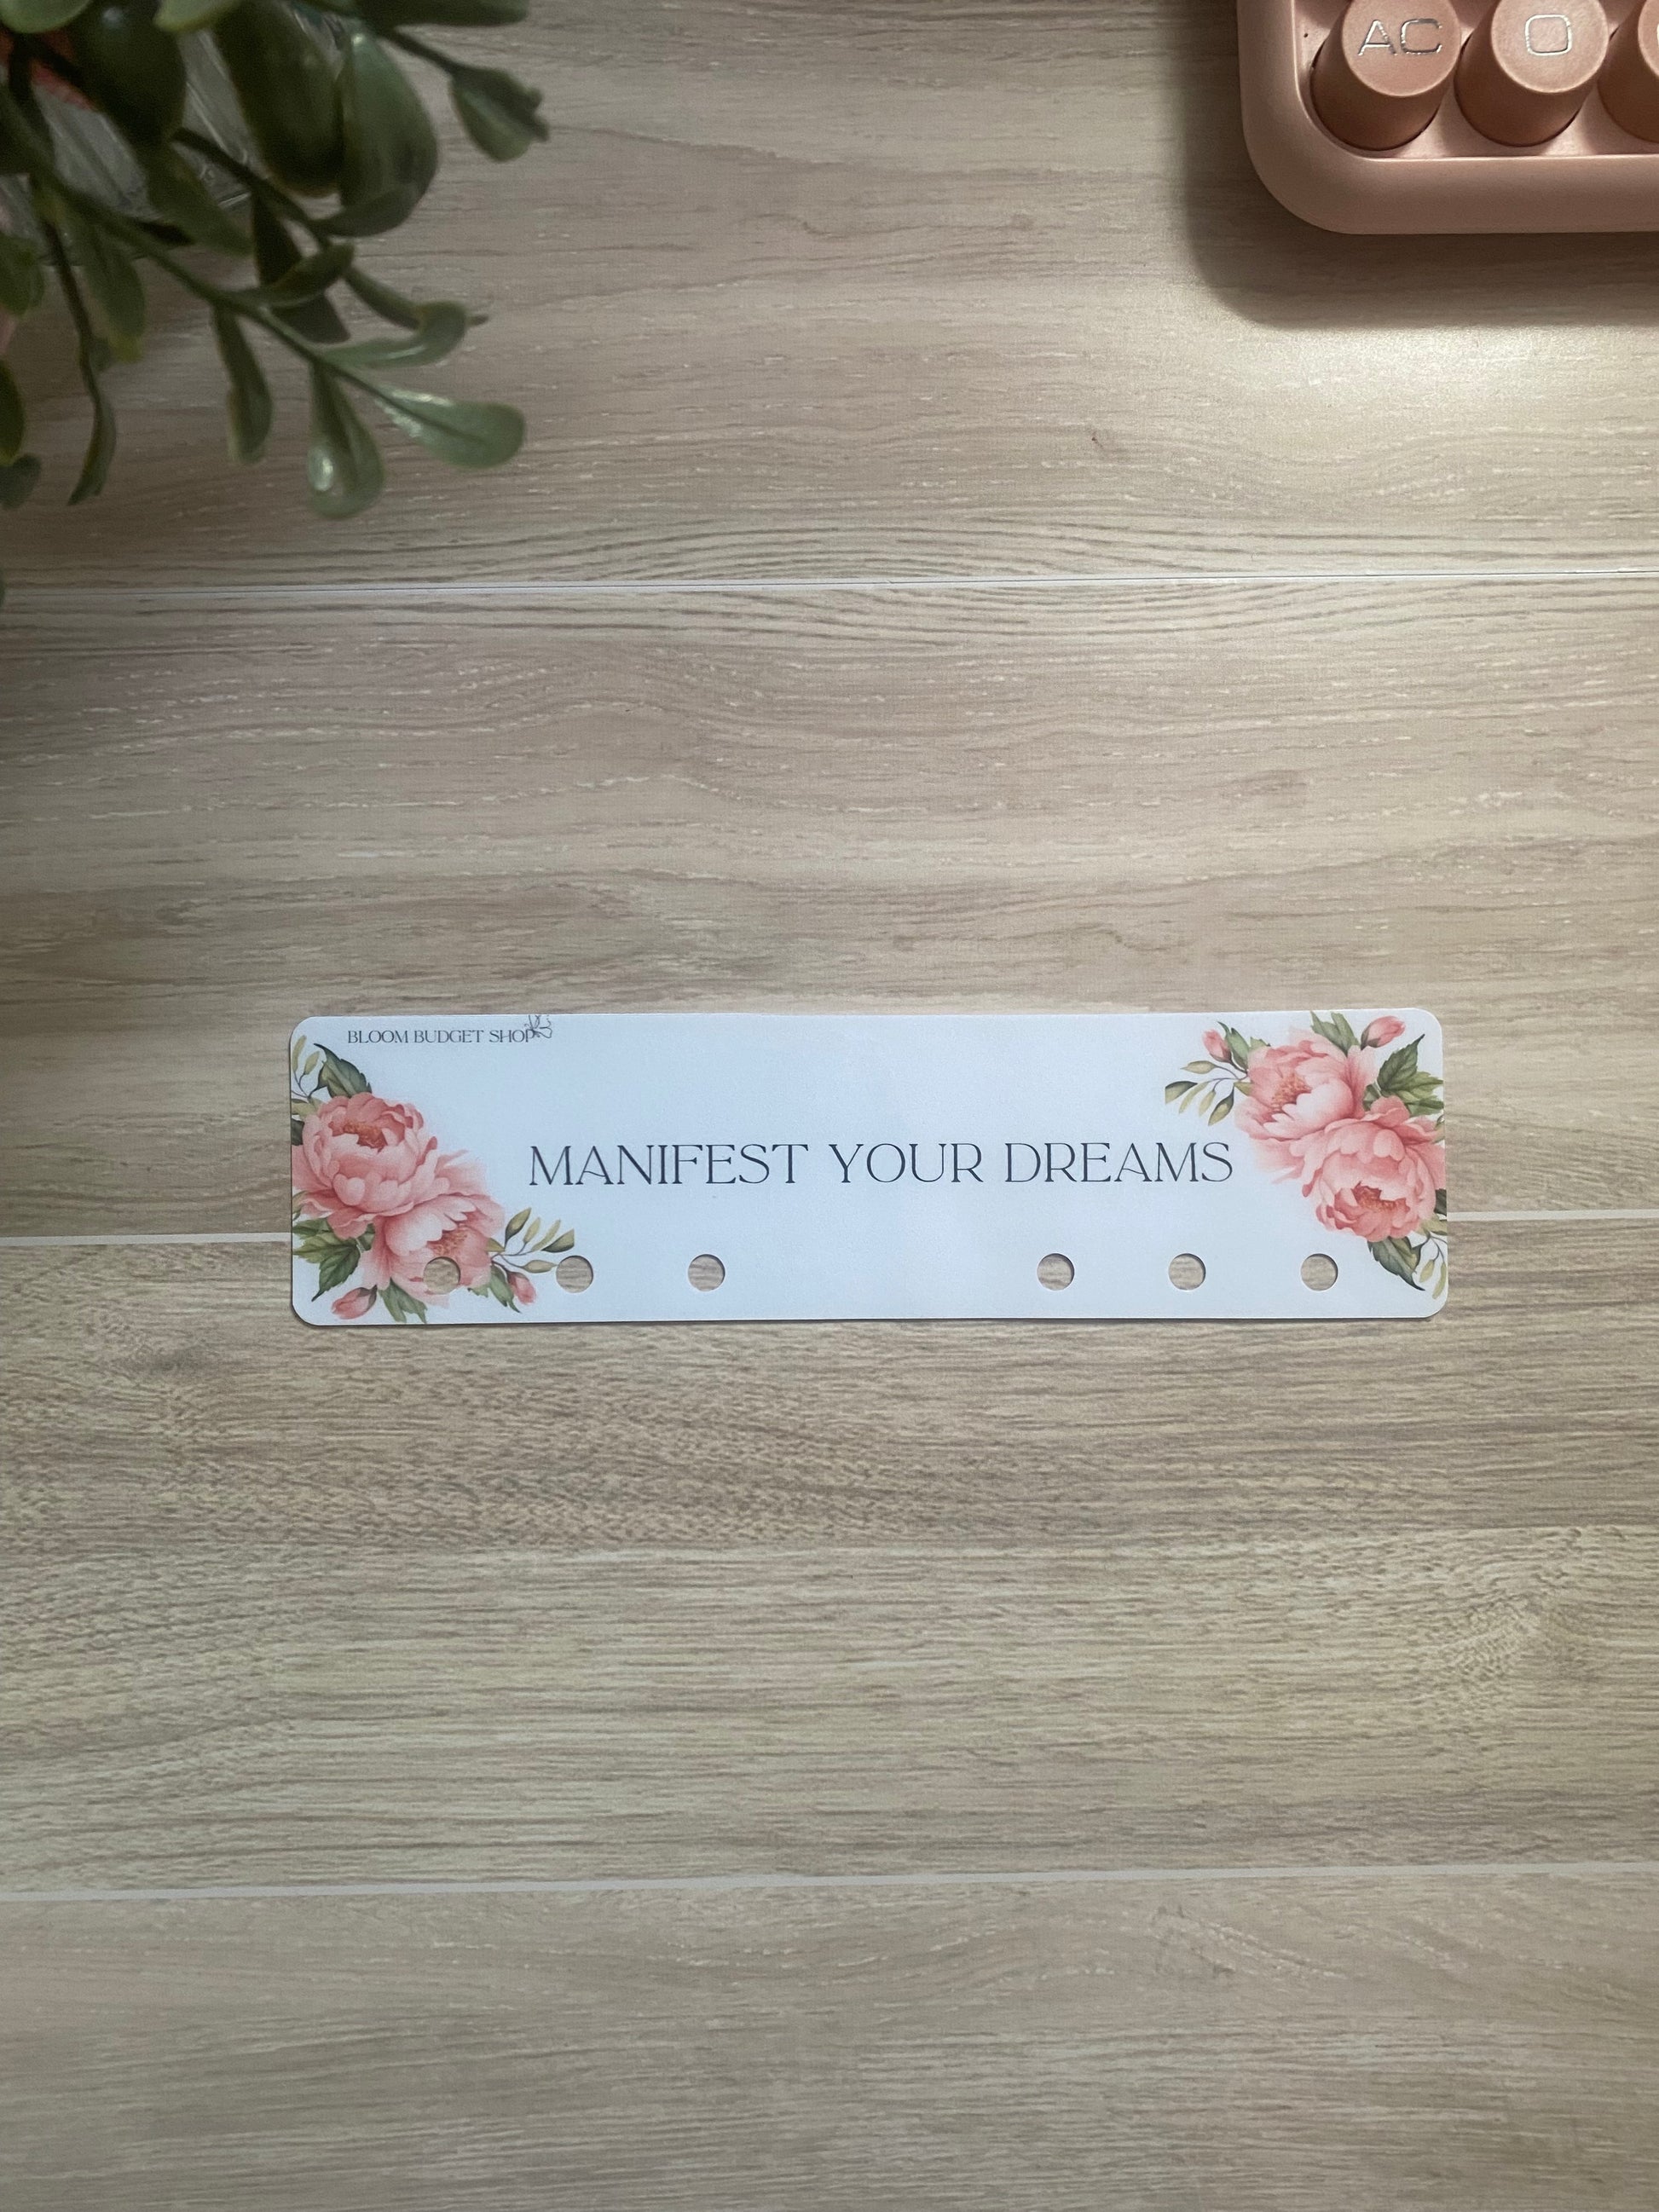 AC O
BLOOM BUDGET SHOP
MANIFEST YOUR DREAMS